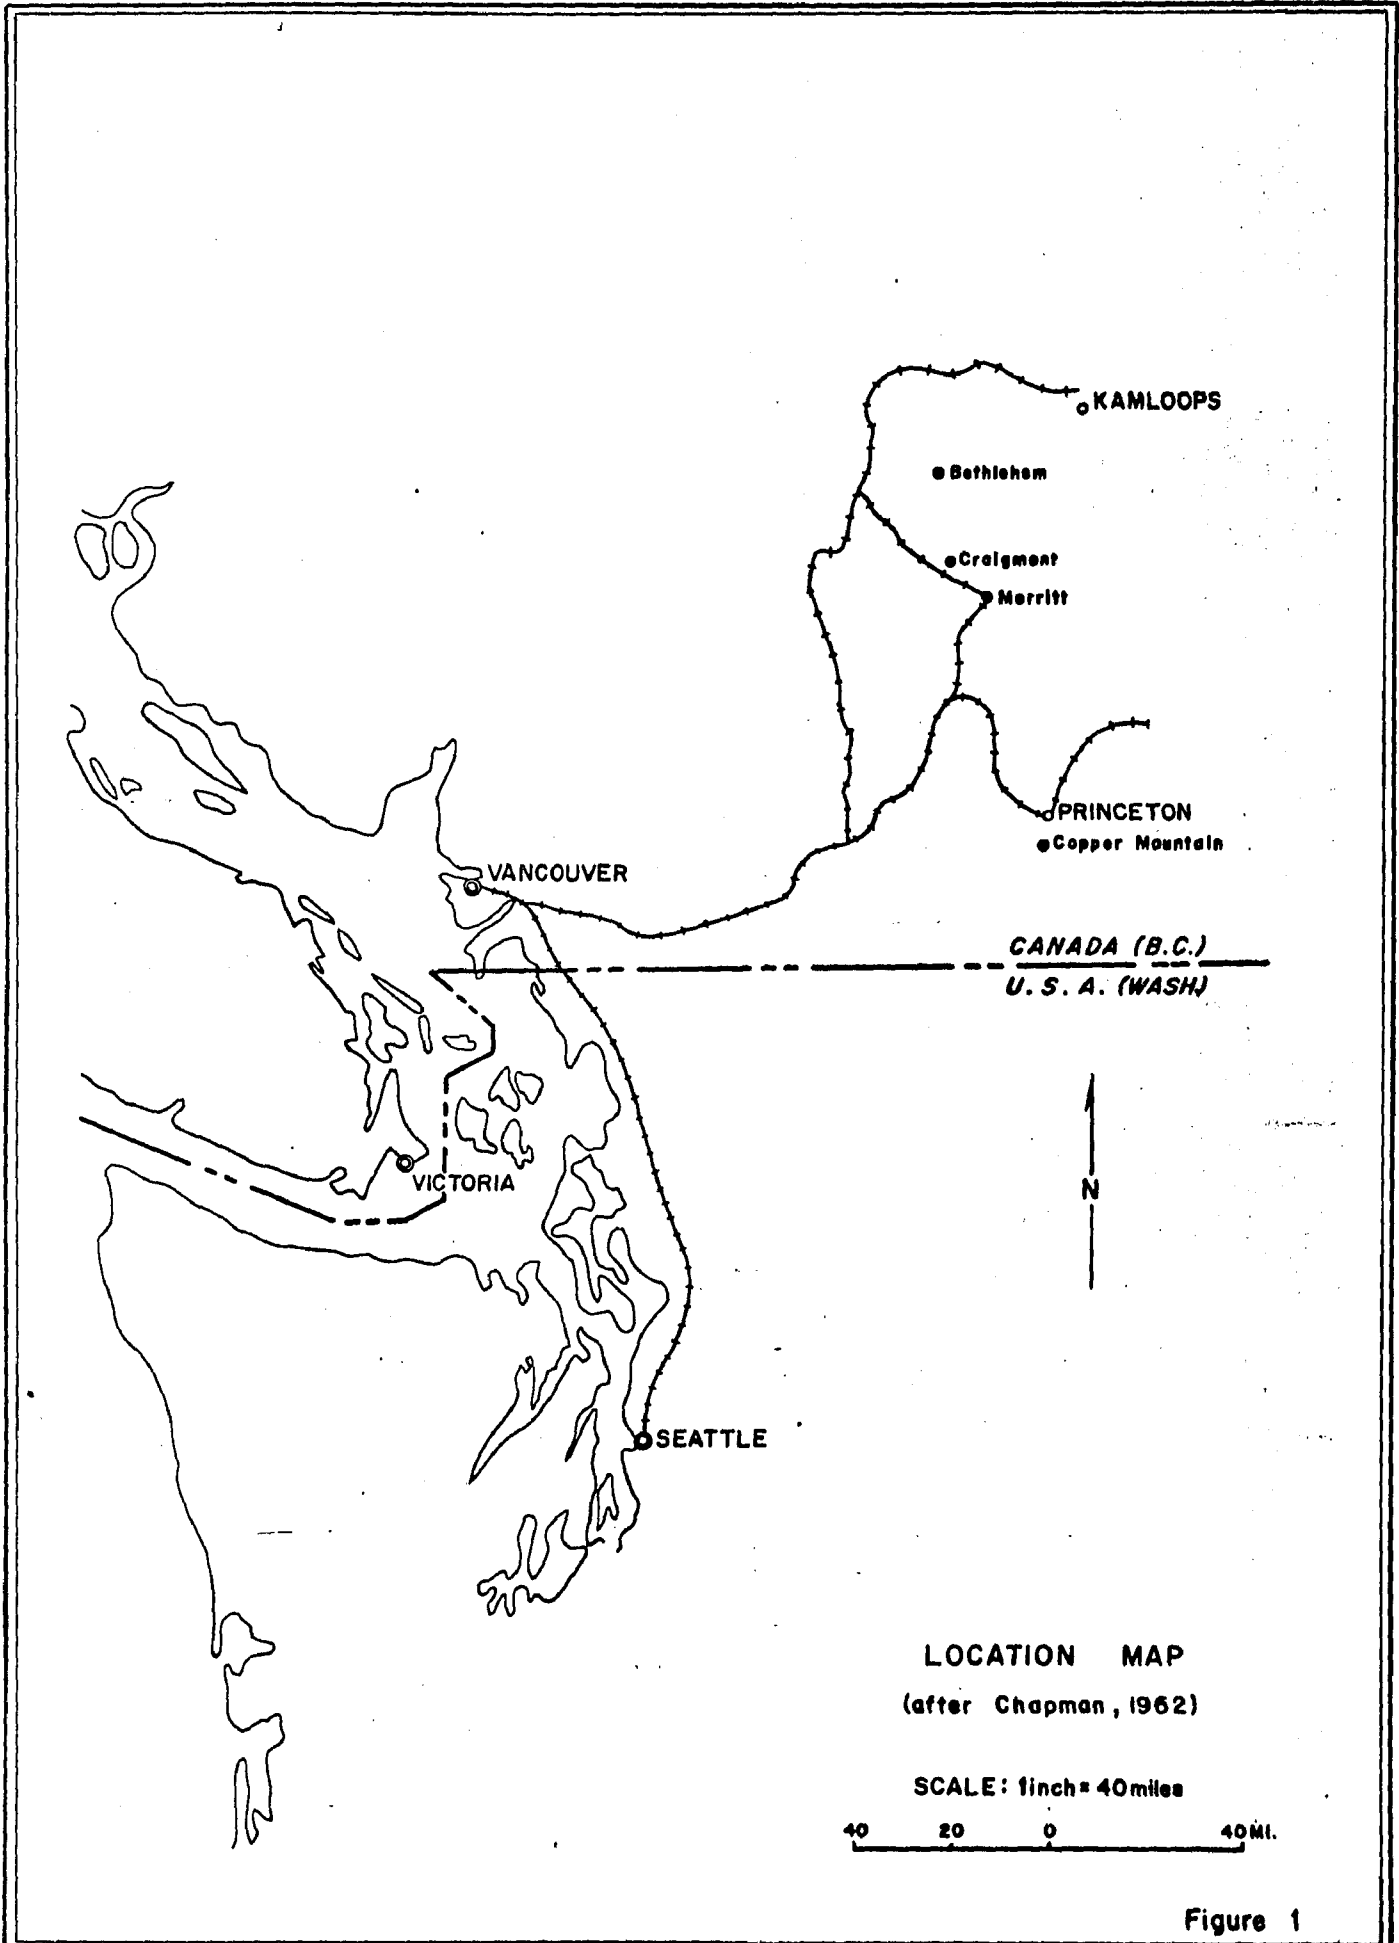 KAMLOOPS
Bethlehem
Craigmont
Merritt
PRINCETON
Copper Mountain
VANCOUVER
CANADA (B.C.)
U. S. A. (WASH)
VICTORIA
N
SEATTLE
LOCATION MAP
(after Chapman, 1962)
SCALE: 1inch = 40miles
40 20 0 40MI.
Figure 1